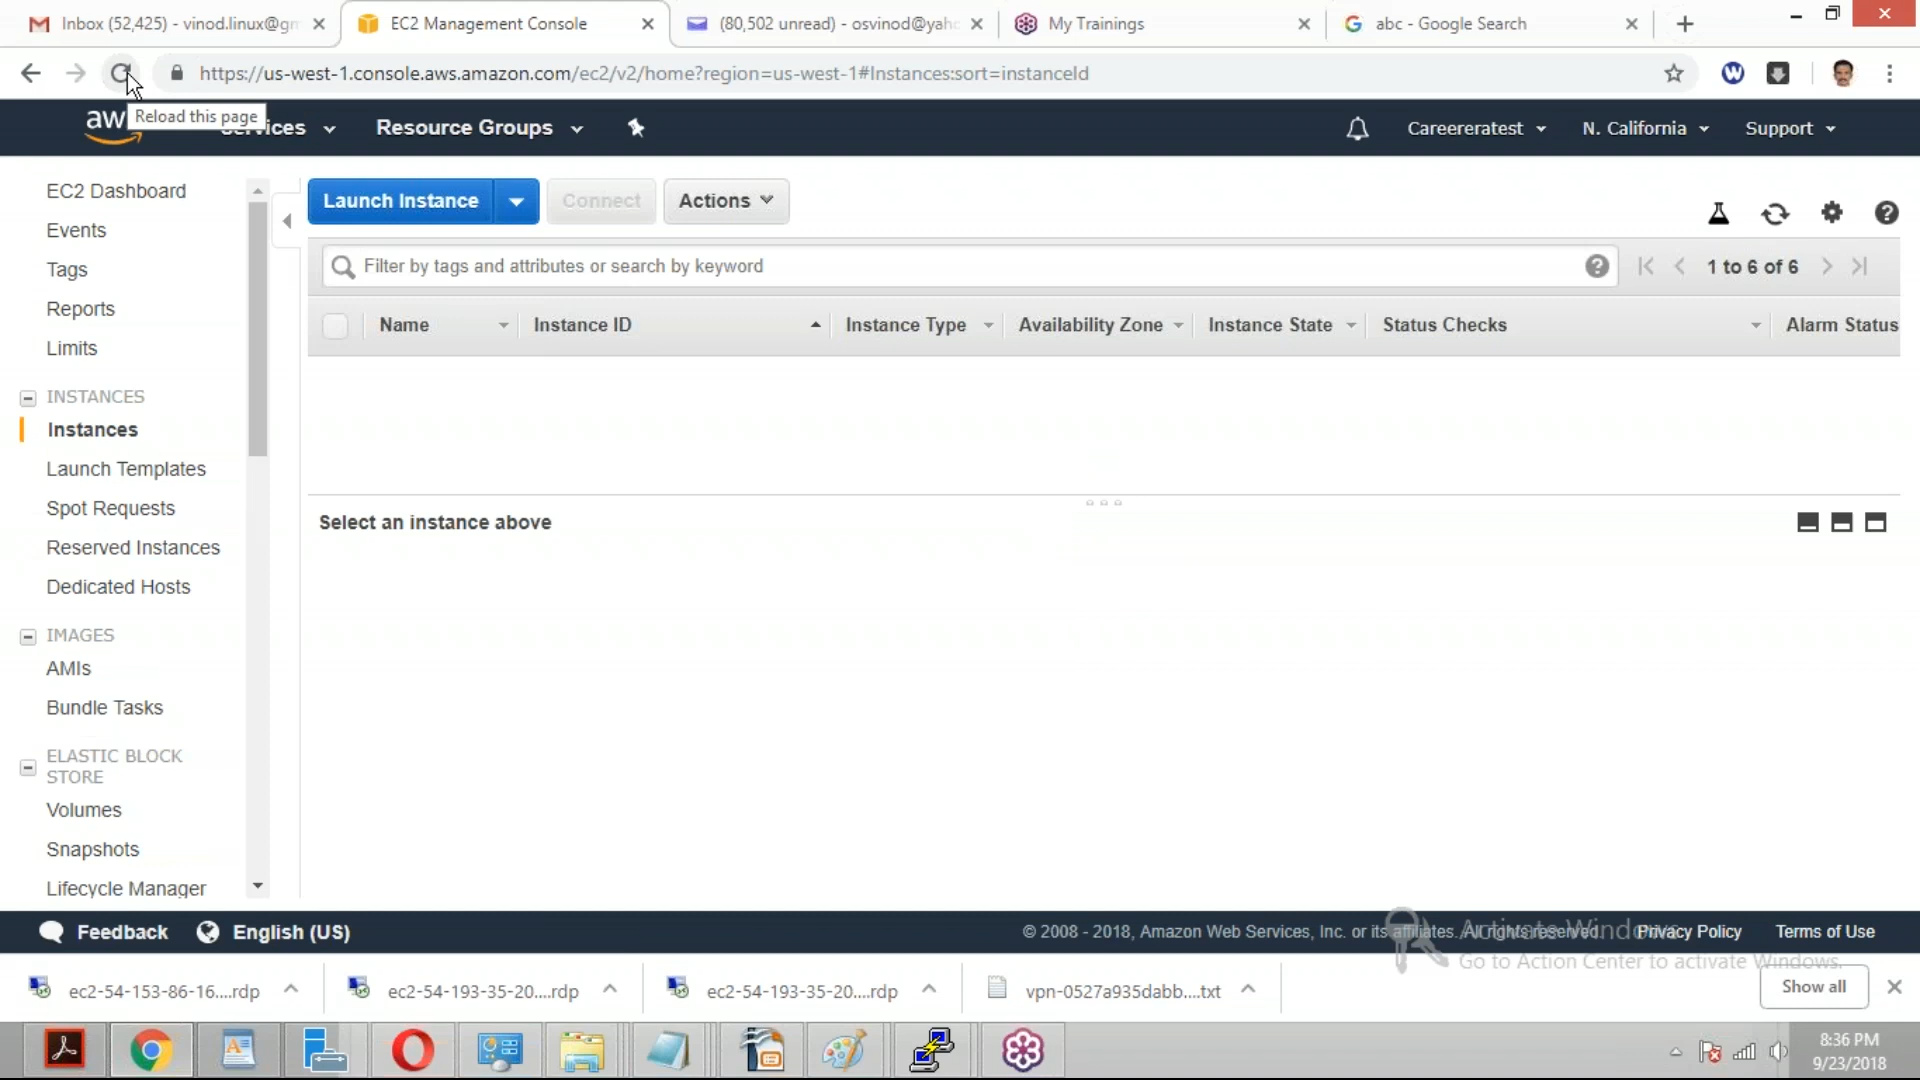 Inbox (52,425) - vinod.linux@gm
EC2 Management Console
(80,502 unread) - osvinod@yaho
My Trainings
abc - Google Search
https://us-west-1.console.aws.amazon.com/ec2/v2/home?region=us-west-1#Instances:sort=instanceId
Reload this page
aws
Services
Resource Groups
Careereratest
N. California
Support
EC2 Dashboard
Events
Tags
Reports
Limits
INSTANCES
Instances
Launch Templates
Spot Requests
Reserved Instances
Dedicated Hosts
IMAGES
AMIs
Bundle Tasks
ELASTIC BLOCK
STORE
Volumes
Snapshots
Lifecycle Manager
Launch Instance
Connect
Actions
Filter by tags and attributes or search by keyword
1 to 6 of 6
Name
Instance ID
Instance Type
Availability Zone
Instance State
Status Checks
Alarm Status
Select an instance above
Feedback
English (US)
© 2008 - 2018, Amazon Web Services, Inc. or its affiliates. All rights reserved.
Privacy Policy
Terms of Use
Activate Windows
Go to Action Center to activate Windows.
ec2-54-153-86-16....rdp
ec2-54-193-35-20....rdp
ec2-54-193-35-20....rdp
vpn-0527a935dabb....txt
Show all
8:36 PM
9/23/2018